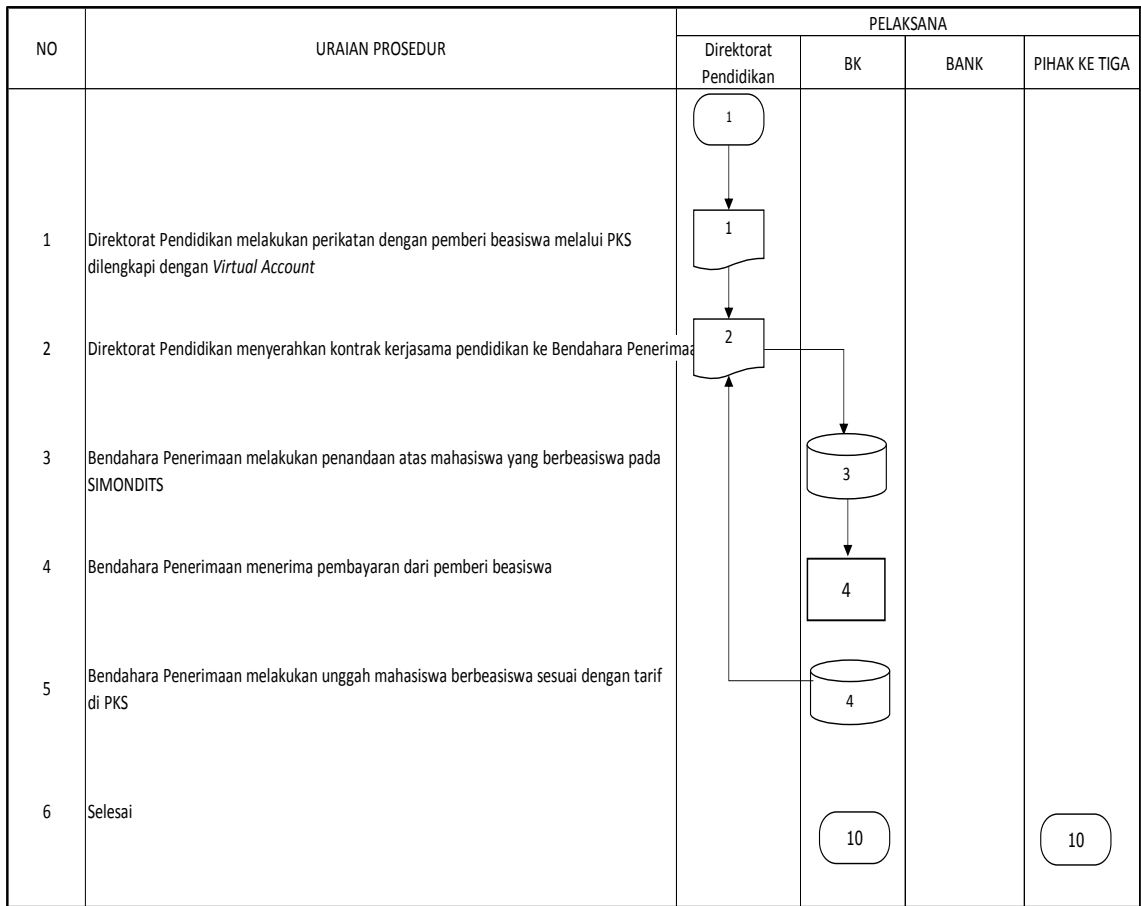 NO
URAIAN PROSEDUR
PELAKSANA
Direktorat
Pendidikan
BK
BANK
PIHAK KE TIGA
1
1
Direktorat Pendidikan melakukan perikatan dengan pemberi beasiswa melalui PKS
dilengkapi dengan Virtual Account
1
2
Direktorat Pendidikan menyerahkan kontrak kerjasama pendidikan ke Bendahara Penerimaa
2
3
Bendahara Penerimaan melakukan penandaan atas mahasiswa yang berbeasiswa pada
SIMONDITS
3
4
Bendahara Penerimaan menerima pembayaran dari pemberi beasiswa
4
5
Bendahara Penerimaan melakukan unggah mahasiswa berbeasiswa sesuai dengan tarif
di PKS
4
6
Selesai
10
10